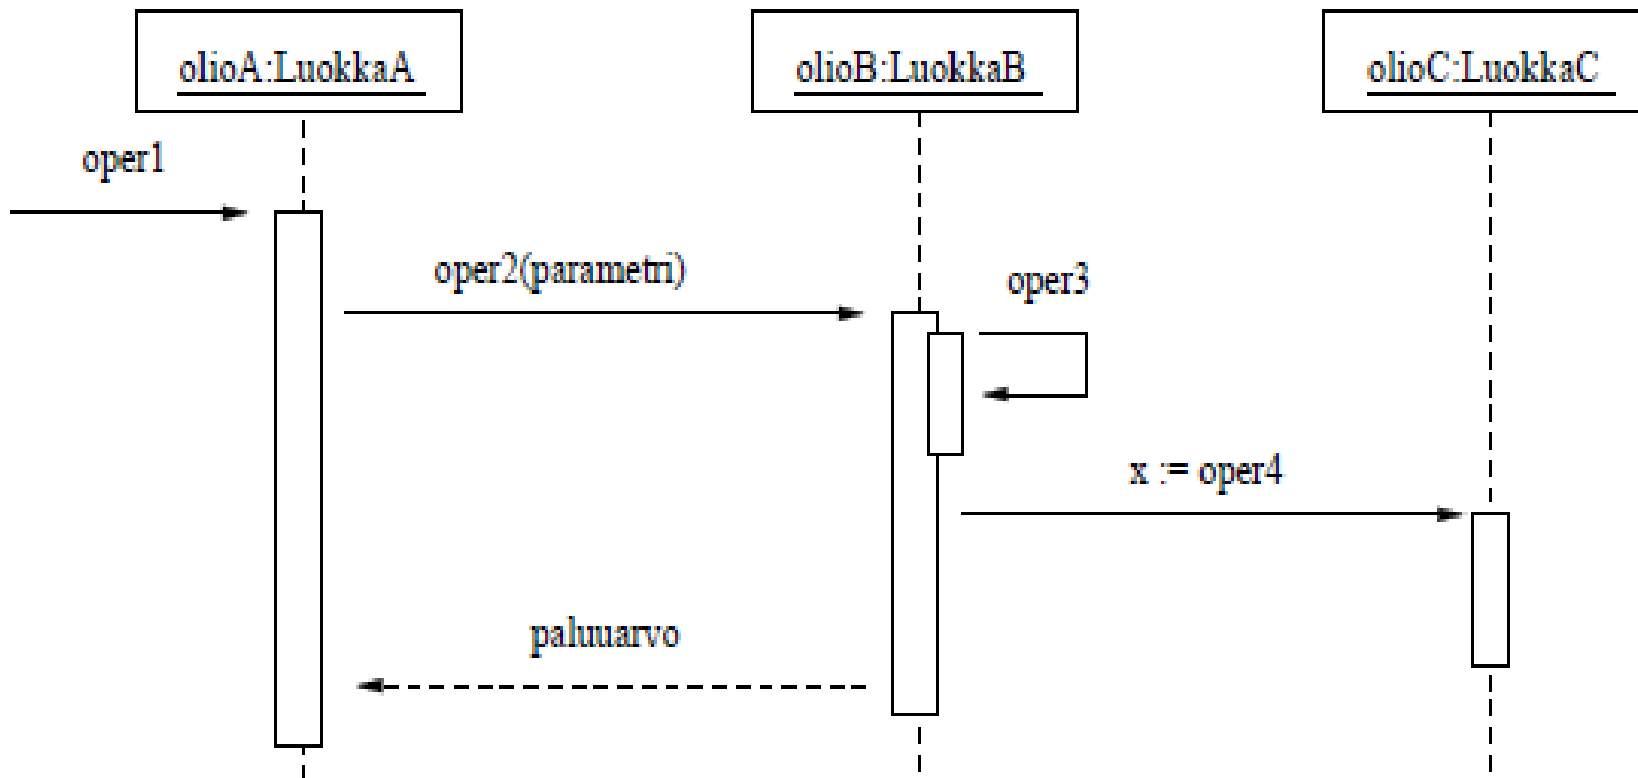 olioA:LuokkaA
olioB:LuokkaB
olioC:LuokkaC
oper1
oper2(parametri)
oper3
x := oper4
paluuarvo